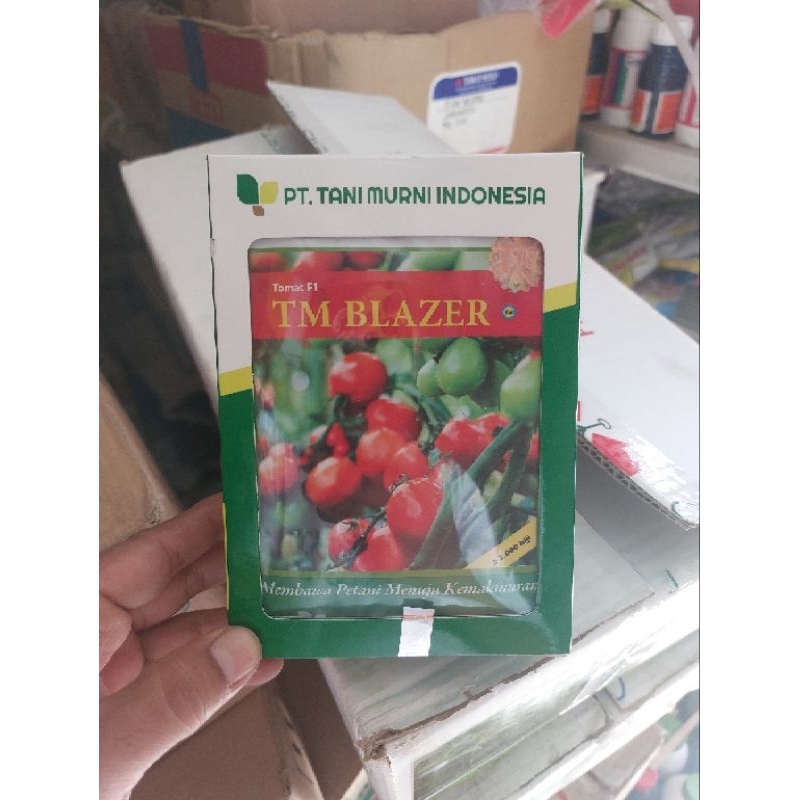 PT. TANI MURNI INDONESIA
Tomat F1
TM BLAZER
Membawa Petani Menuju Kemakmuran